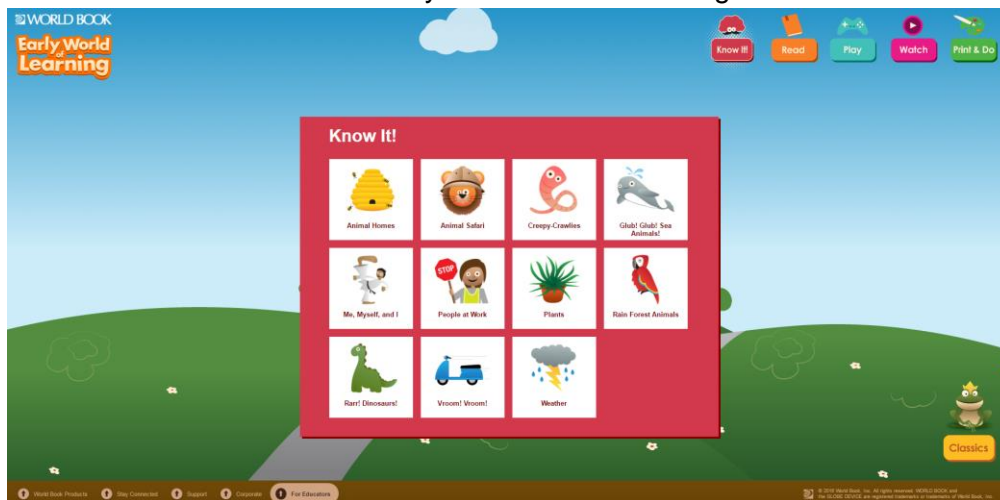 WORLD BOOK
Early World
of
Learning
Know It!
Read
Play
Watch
Print & Do
Know It!
Animal Homes
Animal Safari
Creepy-Crawlies
Glub! Glub! Sea
Animals!
STOP
Me, Myself, and I
People at Work
Plants
Rain Forest Animals
Rarr! Dinosaurs!
Vroom! Vroom!
Weather
Classics
World Book Products
Stay Connected
Support
Corporate
For Educators